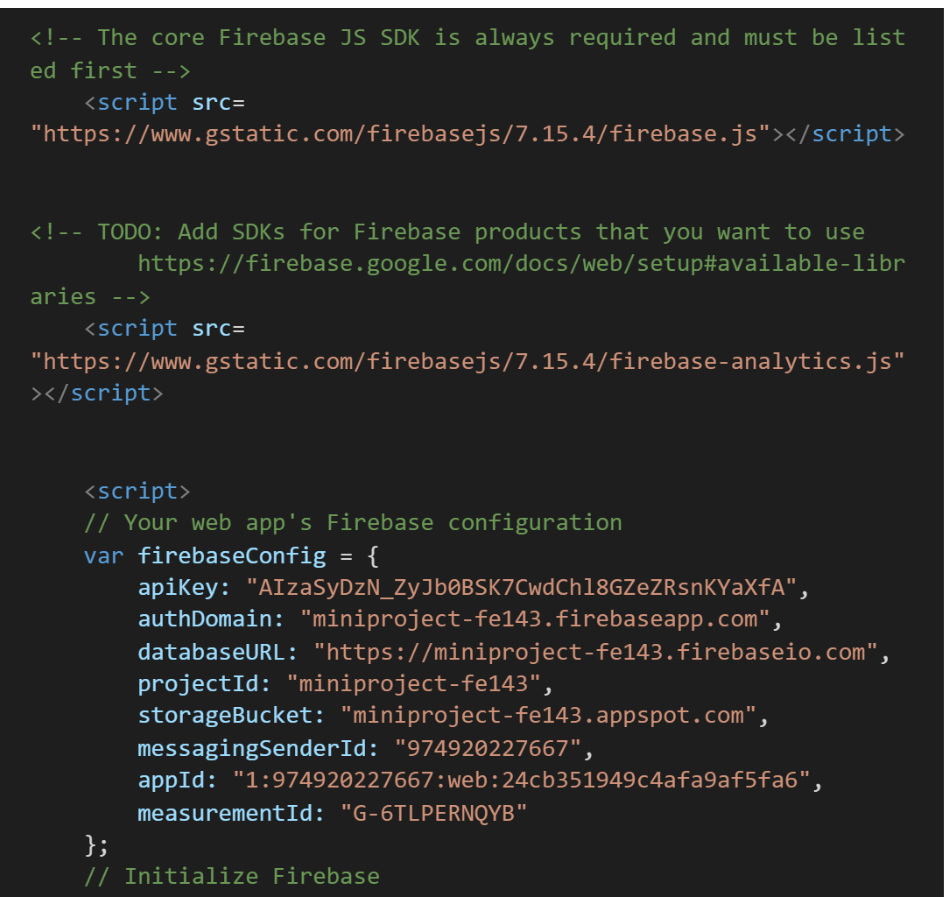 <!-- The core Firebase JS SDK is always required and must be list
ed first -->
    <script src=
"https://www.gstatic.com/firebasejs/7.15.4/firebase.js"></script>
<!-- TODO: Add SDKs for Firebase products that you want to use
        https://firebase.google.com/docs/web/setup#available-libr
aries -->
    <script src=
"https://www.gstatic.com/firebasejs/7.15.4/firebase-analytics.js"
></script>
    <script>
    // Your web app's Firebase configuration
    var firebaseConfig = {
        apiKey: "AIzaSyDzN_ZyJb0BSK7CwdChl8GZeZRsnKYaXfA",
        authDomain: "miniproject-fe143.firebaseapp.com",
        databaseURL: "https://miniproject-fe143.firebaseio.com",
        projectId: "miniproject-fe143",
        storageBucket: "miniproject-fe143.appspot.com",
        messagingSenderId: "974920227667",
        appId: "1:974920227667:web:24cb351949c4afa9af5fa6",
        measurementId: "G-6TLPERNQYB"
    };
    // Initialize Firebase